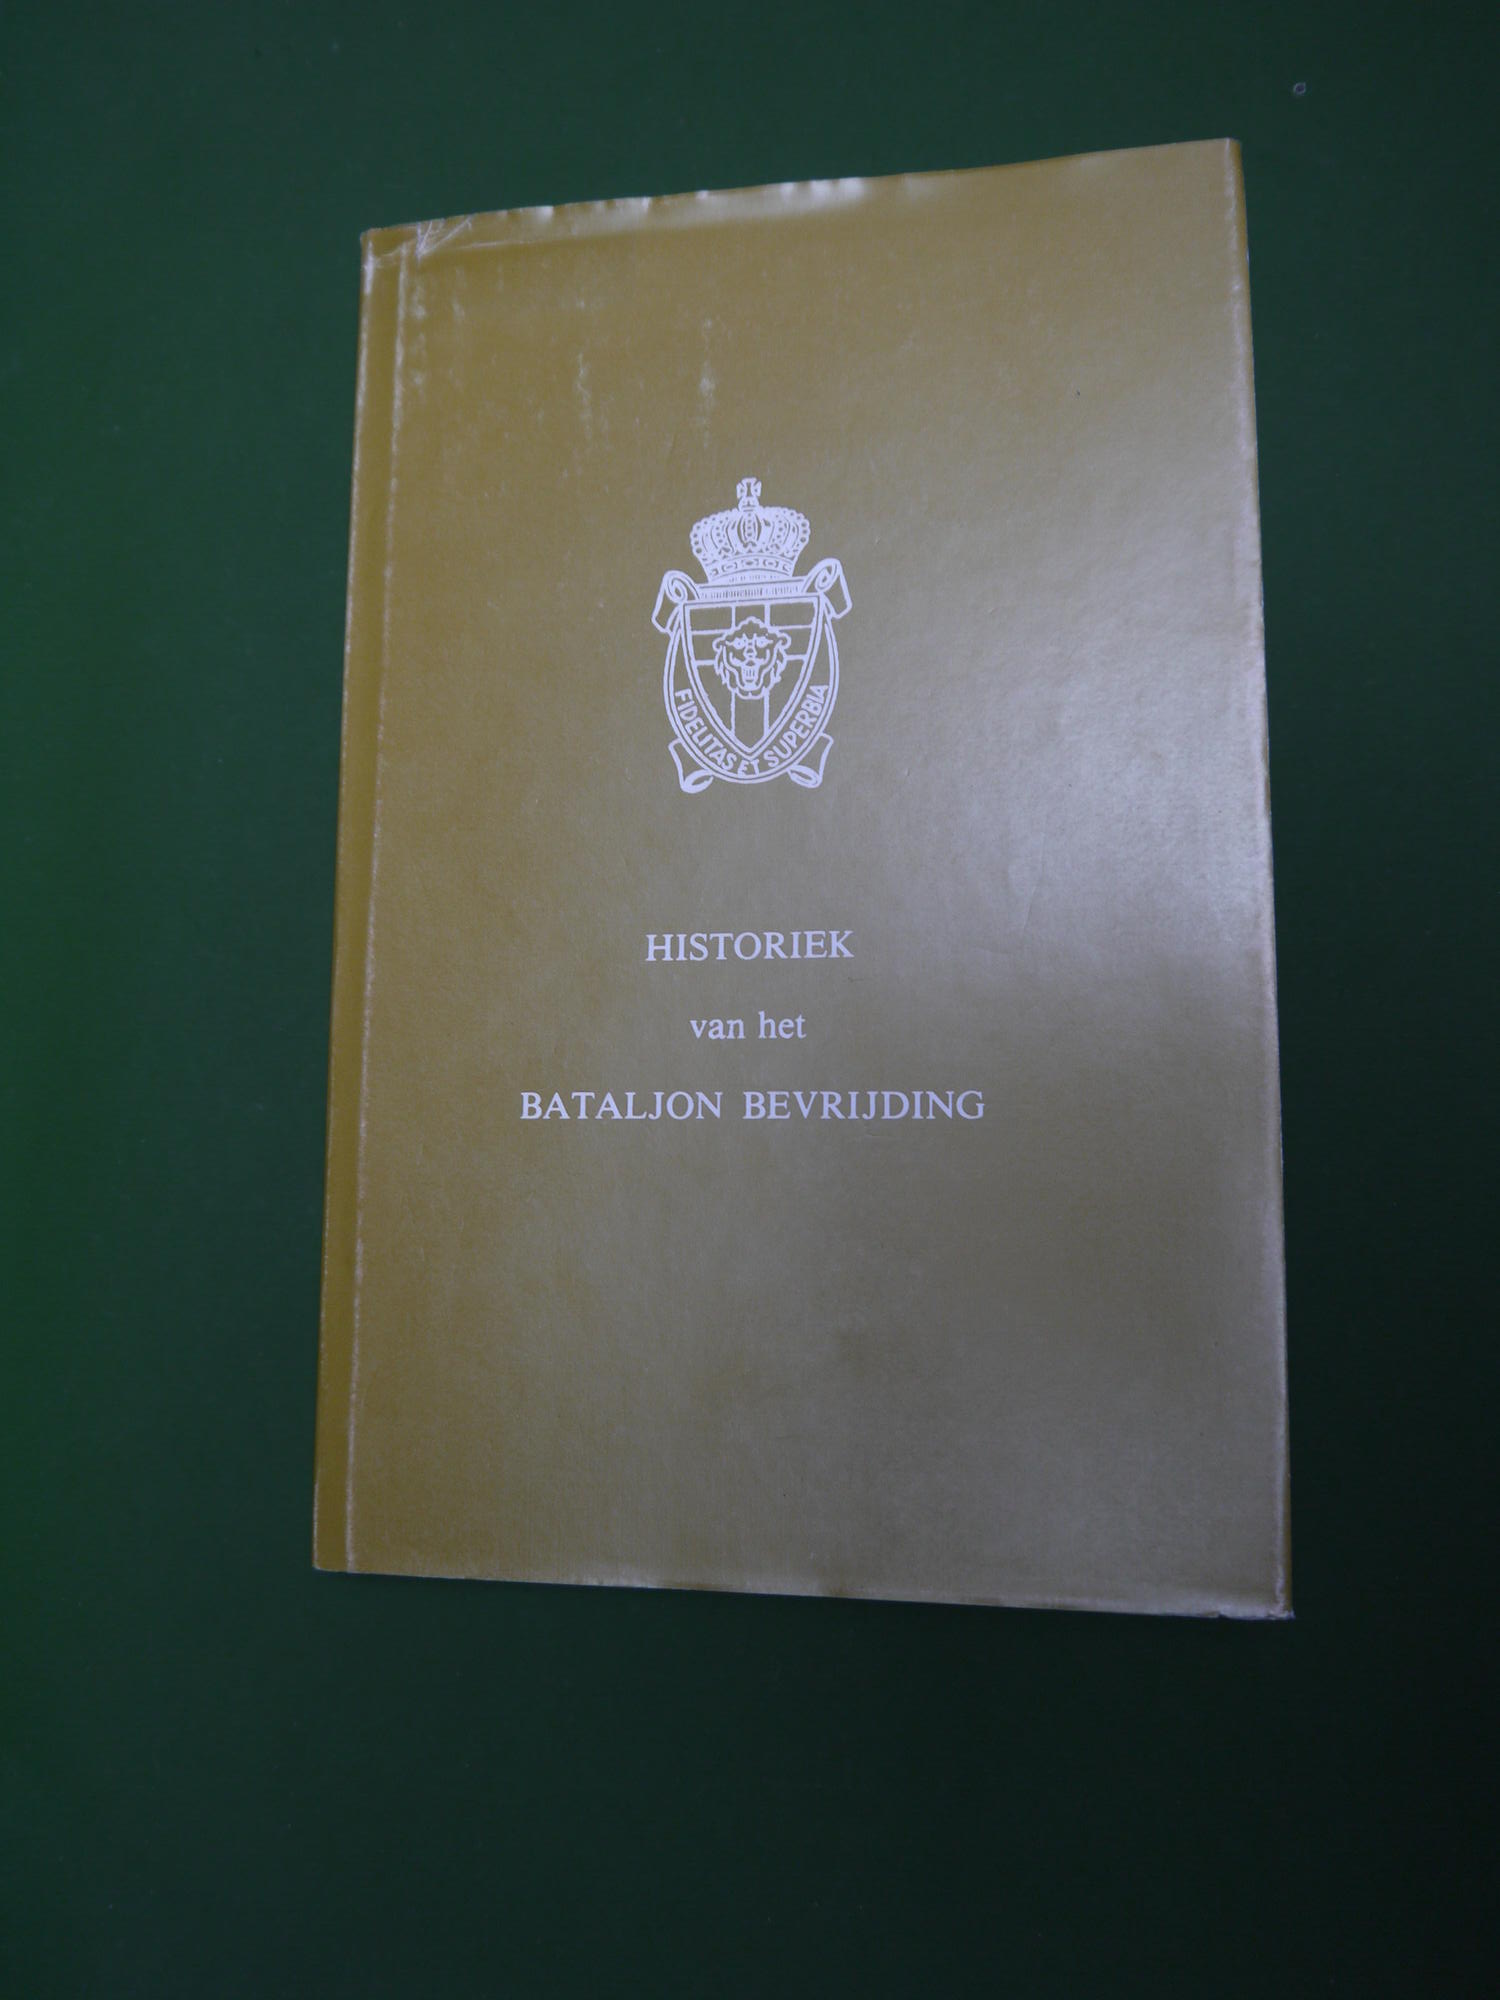 FIDELITAS ET SUPERBIA
HISTORIEK
van het
BATALJON BEVRIJDING